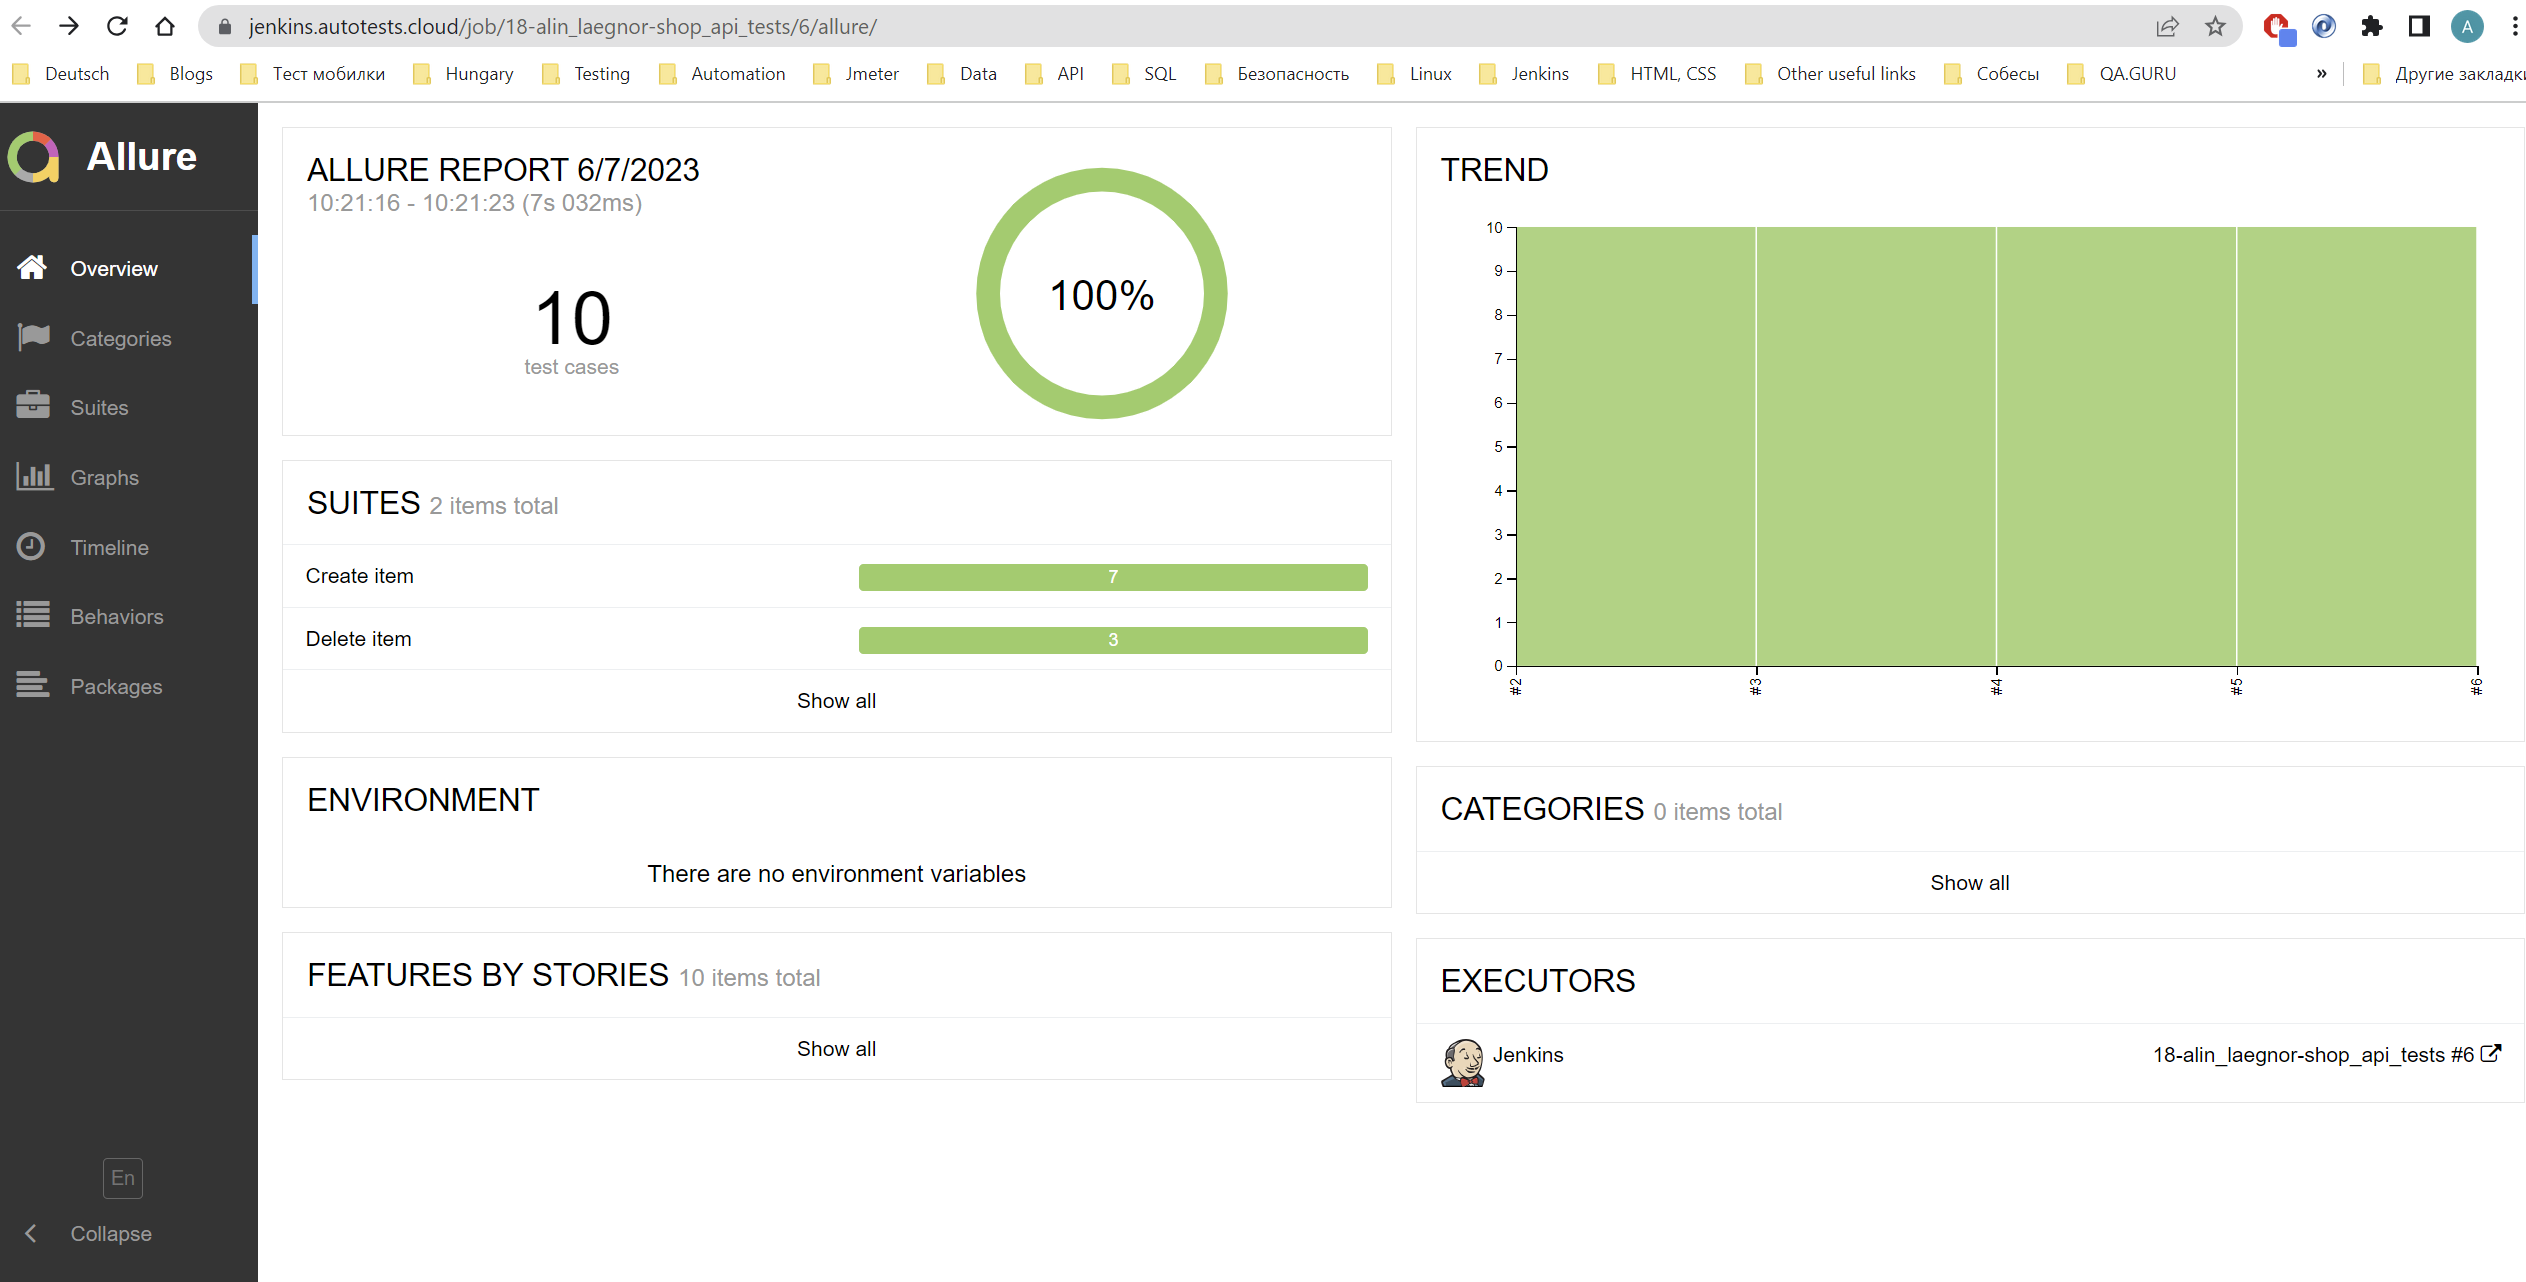 jenkins.autotests.cloud/job/18-alin_laegnor-shop_api_tests/6/allure/
A
Deutsch Blogs Тест мобилки Hungary Testing Automation Jmeter Data API SQL Безопасность Linux Jenkins HTML, CSS Other useful links Собесы QA.GURU » Другие закладки
Allure
Overview
Categories
Suites
Graphs
Timeline
Behaviors
Packages
En
Collapse
ALLURE REPORT 6/7/2023
10:21:16 - 10:21:23 (7s 032ms)
10
test cases
100%
SUITES 2 items total
Create item 7
Delete item 3
Show all
ENVIRONMENT
There are no environment variables
FEATURES BY STORIES 10 items total
Show all
TREND
10
9
8
7
6
5
4
3
2
1
0
#2 #3 #4 #5 #6
CATEGORIES 0 items total
Show all
EXECUTORS
Jenkins 18-alin_laegnor-shop_api_tests #6